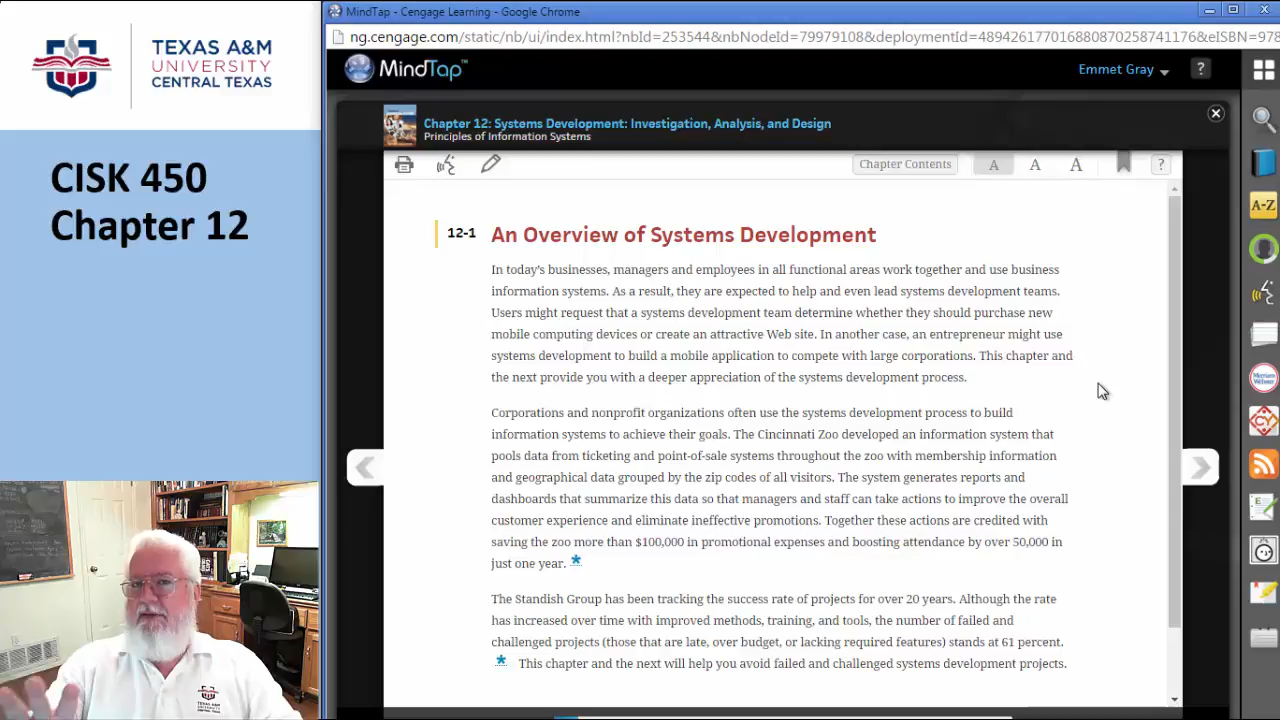 MindTap - Cengage Learning - Google Chrome
ng.cengage.com/static/nb/ui/index.html?nbId=253544&nbNodeId=79979108&deploymentId=48942617701688087025874117​6&eISBN=978
TEXAS A&M
UNIVERSITY
CENTRAL TEXAS
MindTap™
Emmet Gray
?
Chapter 12: Systems Development: Investigation, Analysis, and Design
Principles of Information Systems
Chapter Contents
A A A
?
CISK 450
Chapter 12
A-Z
12-1 An Overview of Systems Development
In today's businesses, managers and employees in all functional areas work together and use business
information systems. As a result, they are expected to help and even lead systems development teams.
Users might request that a systems development team determine whether they should purchase new
mobile computing devices or create an attractive Web site. In another case, an entrepreneur might use
systems development to build a mobile application to compete with large corporations. This chapter and
the next provide you with a deeper appreciation of the systems development process.
Corporations and nonprofit organizations often use the systems development process to build
information systems to achieve their goals. The Cincinnati Zoo developed an information system that
pools data from ticketing and point-of-sale systems throughout the zoo with membership information
and geographical data grouped by the zip codes of all visitors. The system generates reports and
dashboards that summarize this data so that managers and staff can take actions to improve the overall
customer experience and eliminate ineffective promotions. Together these actions are credited with
saving the zoo more than $100,000 in promotional expenses and boosting attendance by over 50,000 in
just one year. *
The Standish Group has been tracking the success rate of projects for over 20 years. Although the rate
has increased over time with improved methods, training, and tools, the number of failed and
challenged projects (those that are late, over budget, or lacking required features) stands at 61 percent.
* This chapter and the next will help you avoid failed and challenged systems development projects.